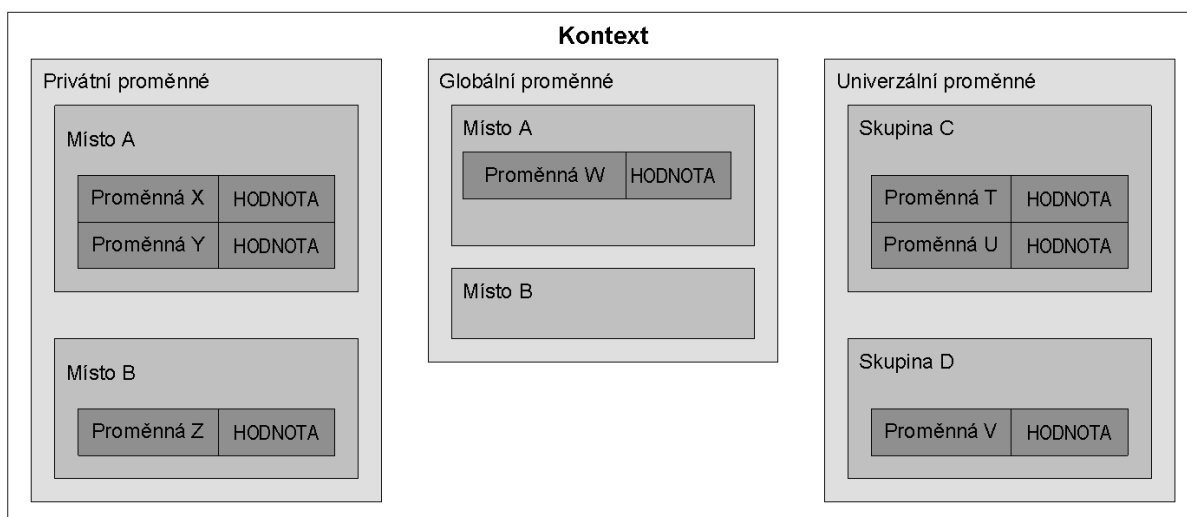 Kontext
Privátní proměnné
Místo A
Proměnná X HODNOTA
Proměnná Y HODNOTA
Místo B
Proměnná Z HODNOTA
Globální proměnné
Místo A
Proměnná W HODNOTA
Místo B
Univerzální proměnné
Skupina C
Proměnná T HODNOTA
Proměnná U HODNOTA
Skupina D
Proměnná V HODNOTA